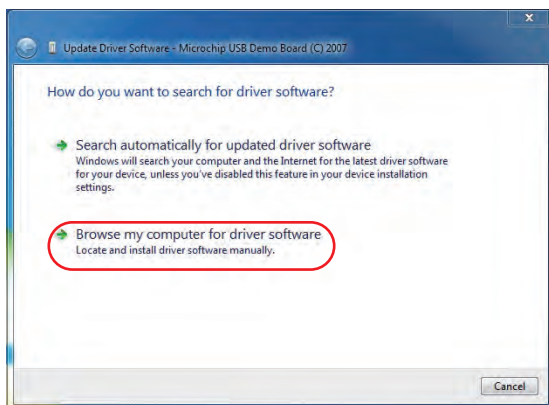 Update Driver Software - Microchip USB Demo Board (C) 2007
How do you want to search for driver software?
Search automatically for updated driver software
Windows will search your computer and the Internet for the latest driver software
for your device, unless you've disabled this feature in your device installation
settings.
Browse my computer for driver software
Locate and install driver software manually.
Cancel